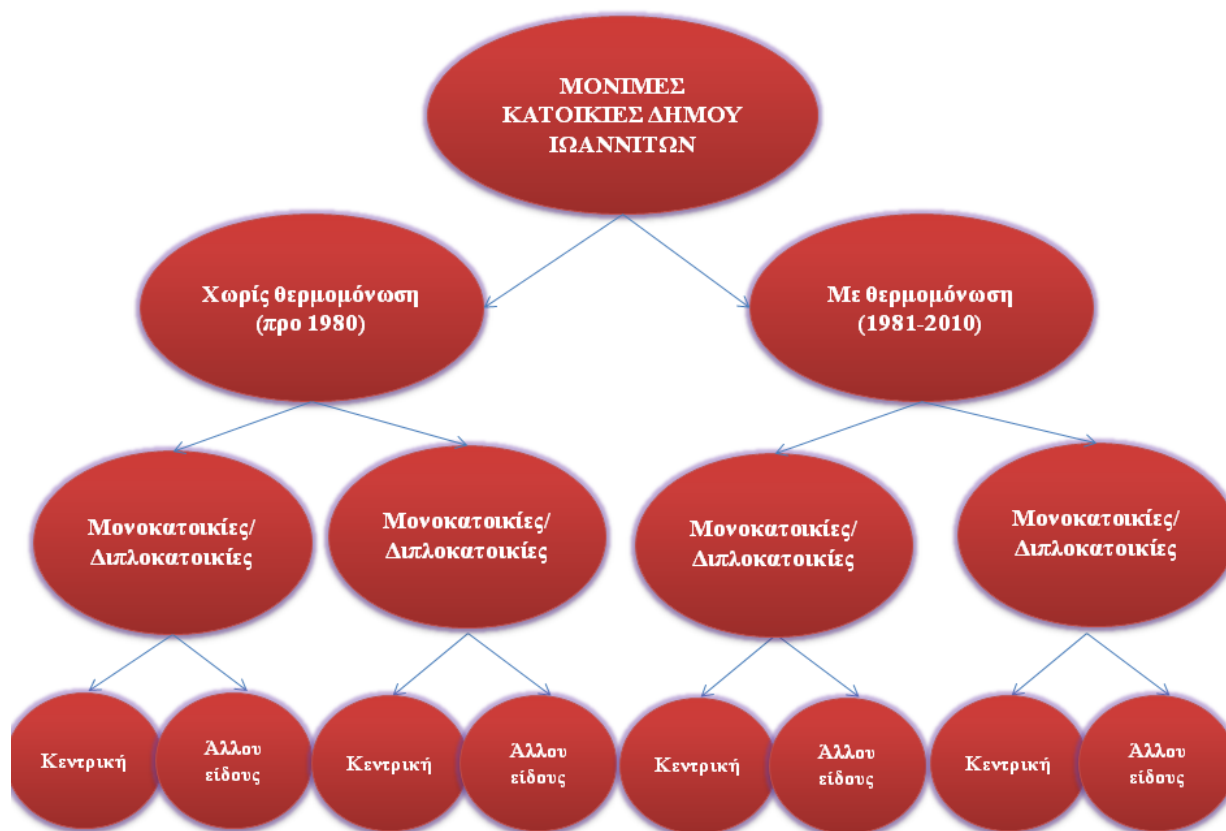 ΜΟΝΙΜΕΣ
ΚΑΤΟΙΚΙΕΣ ΔΗΜΟΥ
ΙΩΑΝΝΙΤΩΝ
Χωρίς θερμομόνωση
(προ 1980)
Με θερμομόνωση
(1981-2010)
Μονοκατοικίες/
Διπλοκατοικίες
Μονοκατοικίες/
Διπλοκατοικίες
Μονοκατοικίες/
Διπλοκατοικίες
Μονοκατοικίες/
Διπλοκατοικίες
Κεντρική
Άλλου
είδους
Κεντρική
Άλλου
είδους
Κεντρική
Άλλου
είδους
Κεντρική
Άλλου
είδους